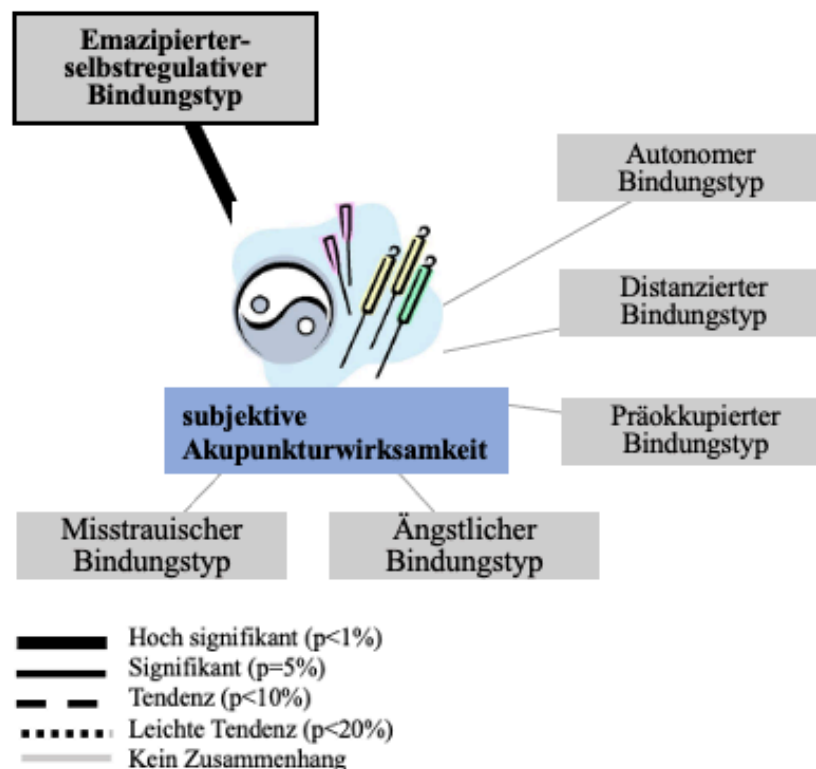 Emazipierter-
selbstregulativer
Bindungstyp
Autonomer
Bindungstyp
Distanzierter
Bindungstyp
subjektive
Akupunkturwirksamkeit
Präokkupierter
Bindungstyp
Misstrauischer
Bindungstyp
Ängstlicher
Bindungstyp
Hoch signifikant (p<1%)
Signifikant (p=5%)
Tendenz (p<10%)
Leichte Tendenz (p<20%)
Kein Zusammenhang